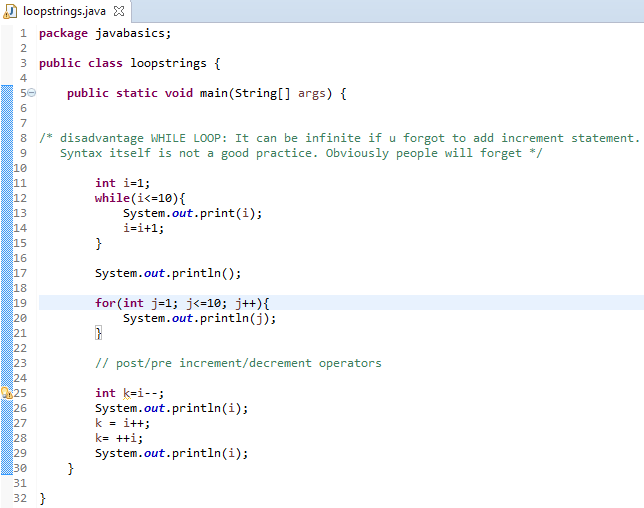 loopstrings.java
1 package javabasics;
2
3 public class loopstrings {
4
5     public static void main(String[] args) {
6
7
8 /* disadvantage WHILE LOOP: It can be infinite if u forgot to add increment statement.
9    Syntax itself is not a good practice. Obviously people will forget */
10
11         int i=1;
12         while(i<=10){
13             System.out.print(i);
14             i=i+1;
15         }
16
17         System.out.println();
18
19         for(int j=1; j<=10; j++){
20             System.out.println(j);
21         }
22
23         // post/pre increment/decrement operators
24
25         int k=i--;
26         System.out.println(i);
27         k = i++;
28         k= ++i;
29         System.out.println(i);
30     }
31
32 }